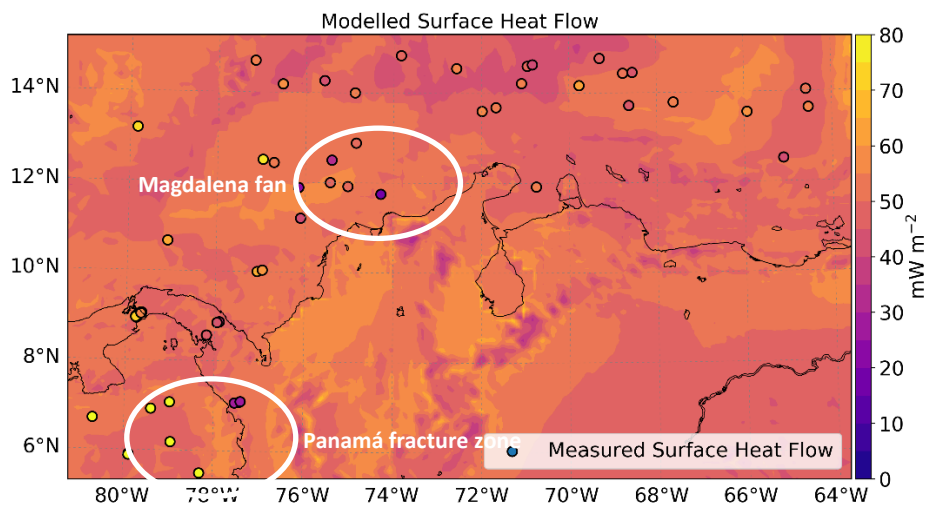 Modelled Surface Heat Flow
80
70
60
50
40
30
20
10
0
mW m⁻²
14°N
12°N
10°N
8°N
6°N
Magdalena fan
Panamá fracture zone
Measured Surface Heat Flow
80°W 78°W 76°W 74°W 72°W 70°W 68°W 66°W 64°W